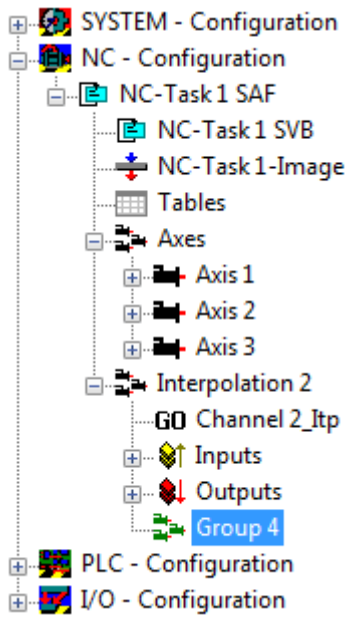 SYSTEM - Configuration
NC - Configuration
NC-Task 1 SAF
NC-Task 1 SVB
NC-Task 1-Image
Tables
Axes
Axis 1
Axis 2
Axis 3
Interpolation 2
GO Channel 2_Itp
Inputs
Outputs
Group 4
PLC - Configuration
I/O - Configuration